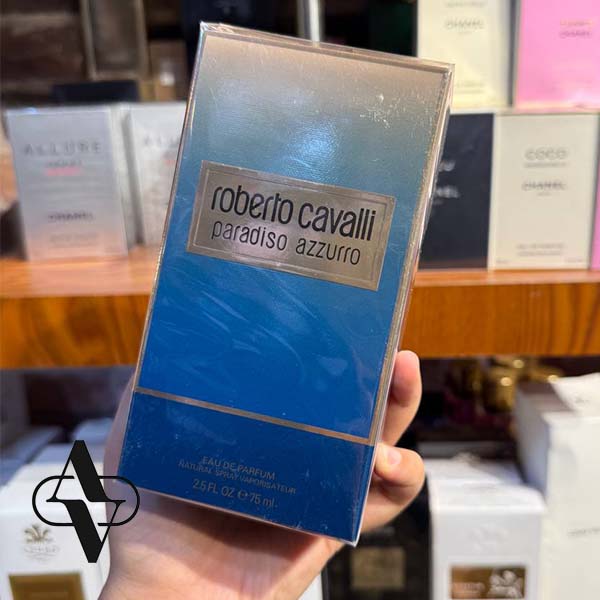 roberto cavalli
paradiso azzurro
EAU DE PARFUM
NATURAL SPRAY VAPORISATEUR
2.5 FL OZ ℮ 75 ml
ALLURE
CHANEL
CHANEL
CHANEL
COCO
CHANEL